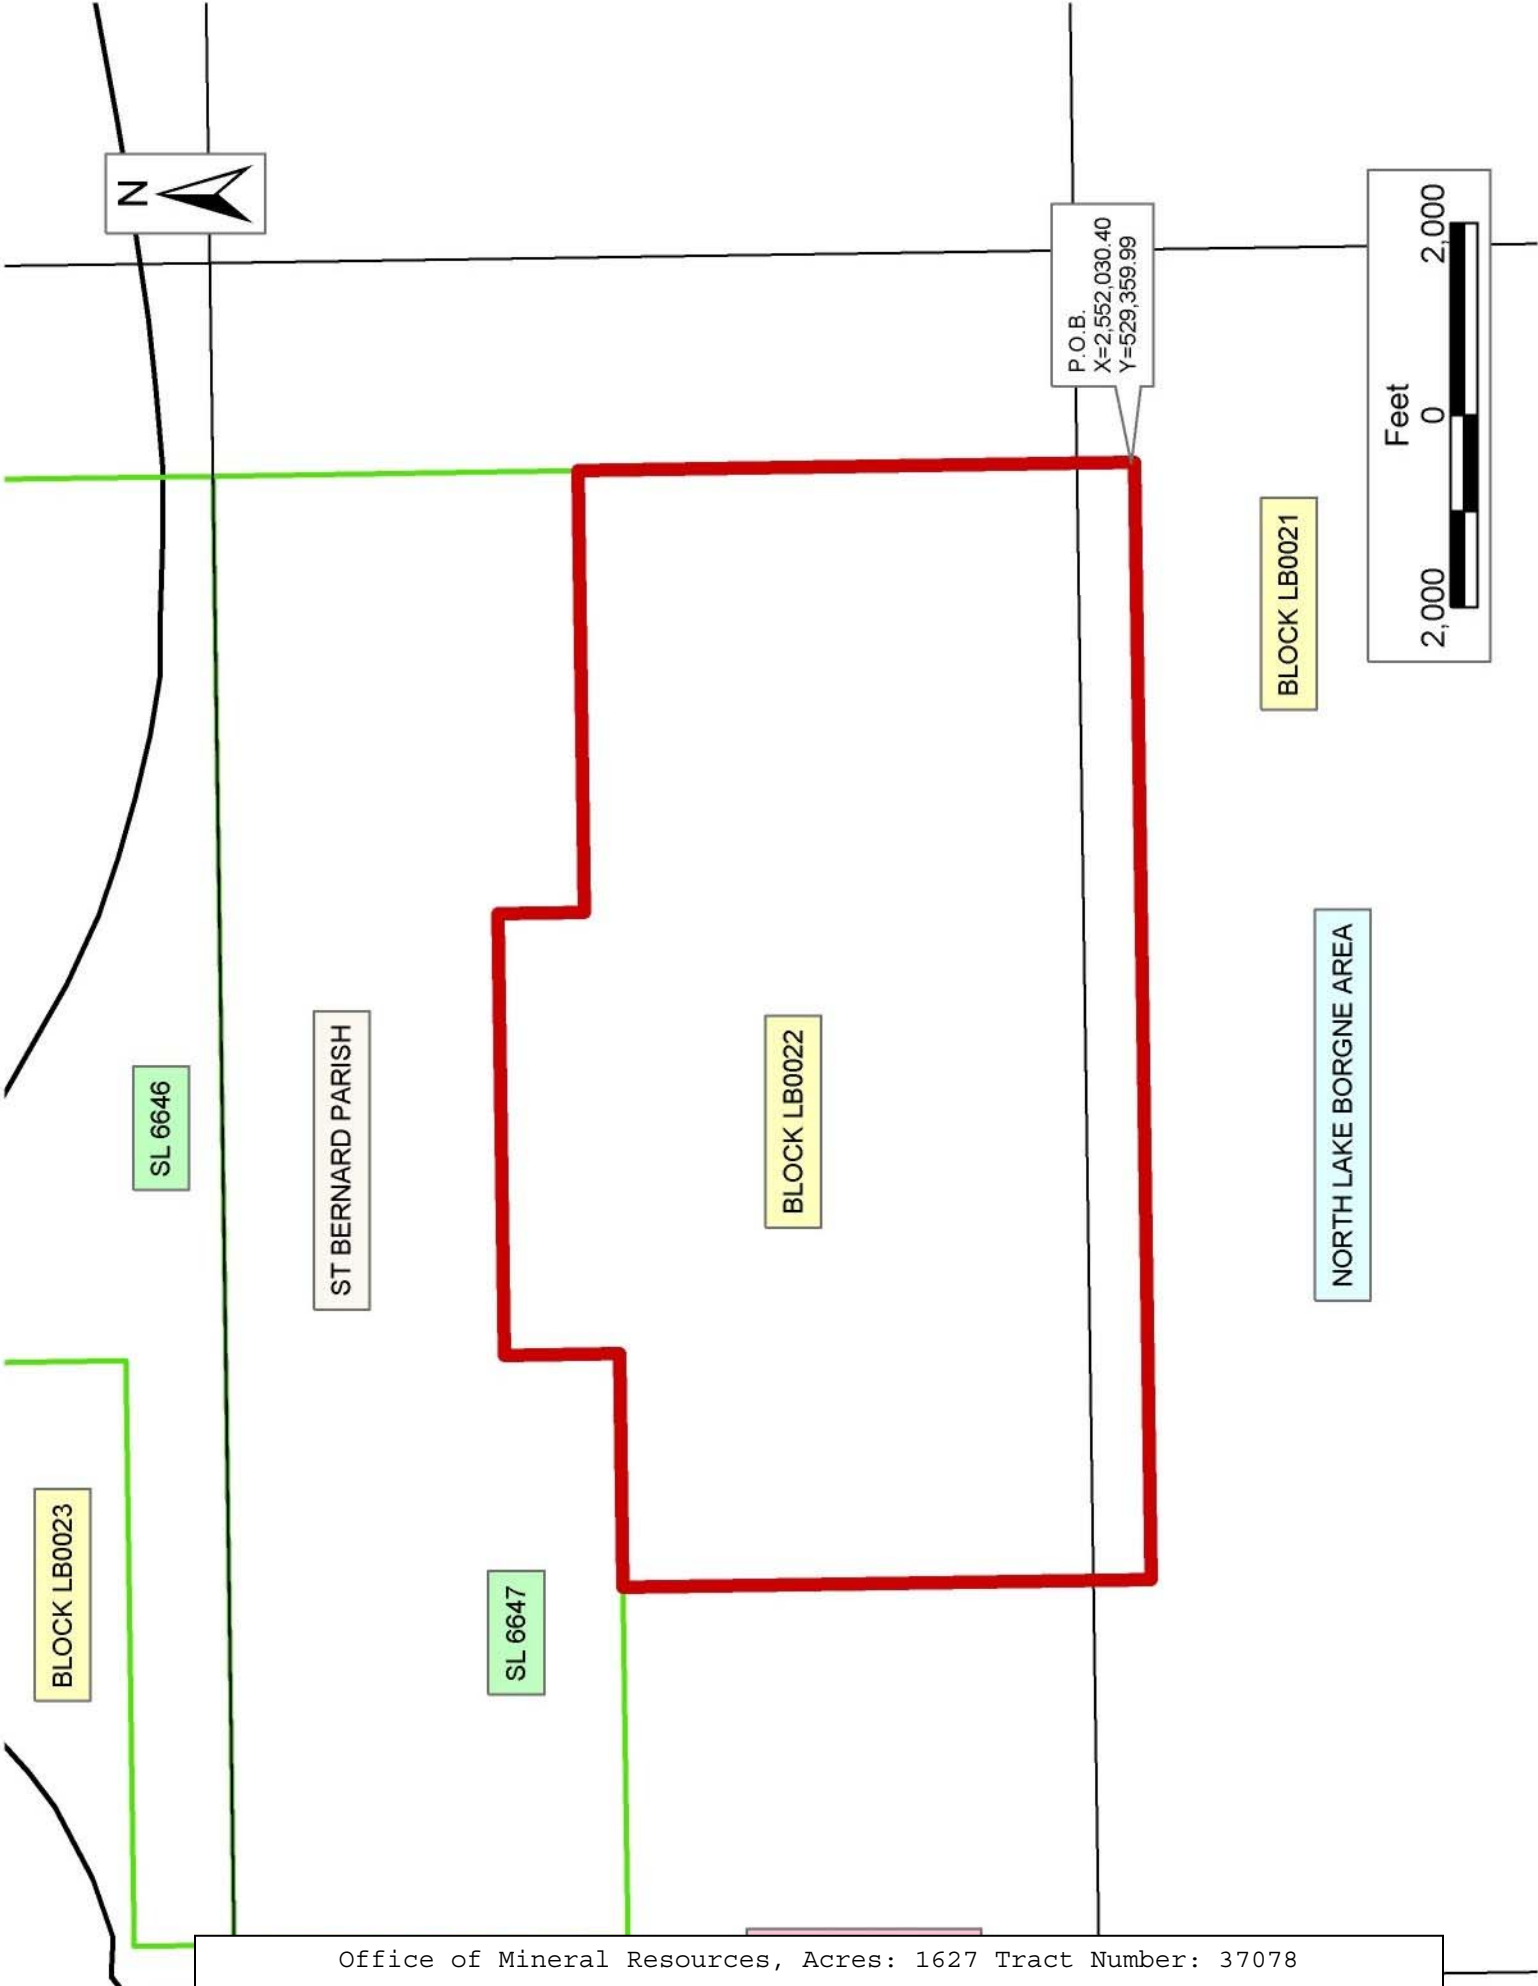 N
P.O.B.
X=2,552,030.40
Y=529,359.99
SL 6646
ST BERNARD PARISH
BLOCK LB0023
SL 6647
BLOCK LB0022
BLOCK LB0021
NORTH LAKE BORGNE AREA
Feet
2,000 0 2,000
Office of Mineral Resources, Acres: 1627 Tract Number: 37078